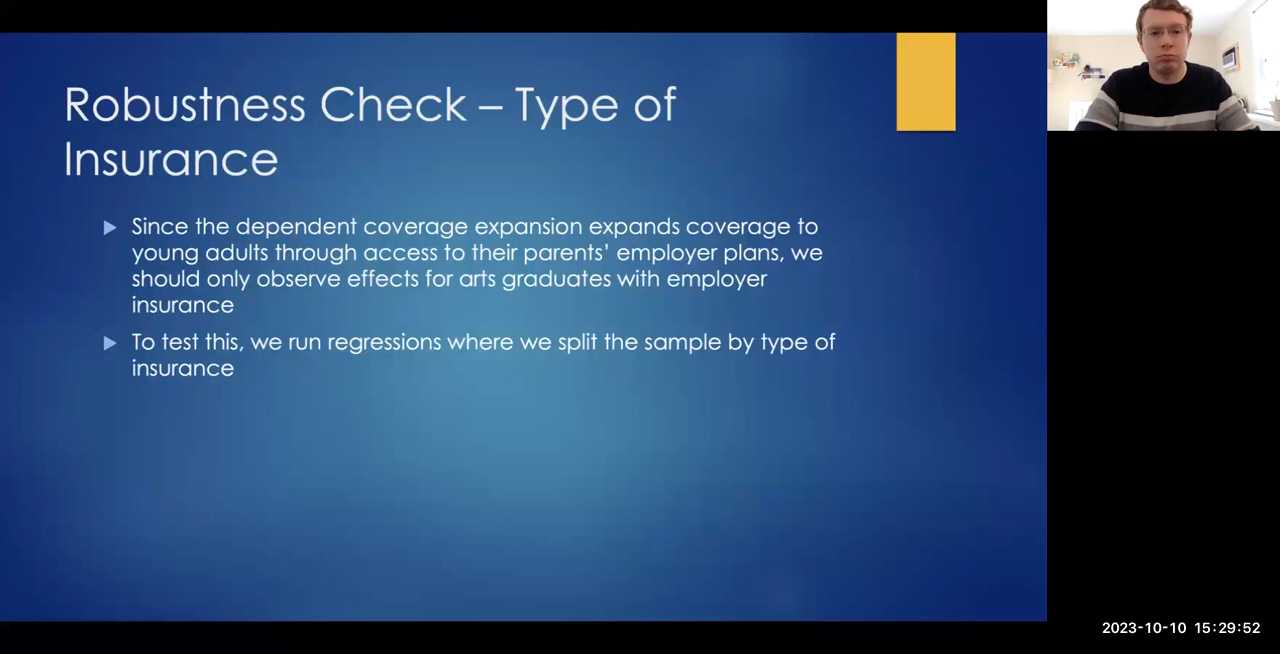 Robustness Check – Type of
Insurance
Since the dependent coverage expansion expands coverage to
young adults through access to their parents’ employer plans, we
should only observe effects for arts graduates with employer
insurance
To test this, we run regressions where we split the sample by type of
insurance
2023-10-10 15:29:52